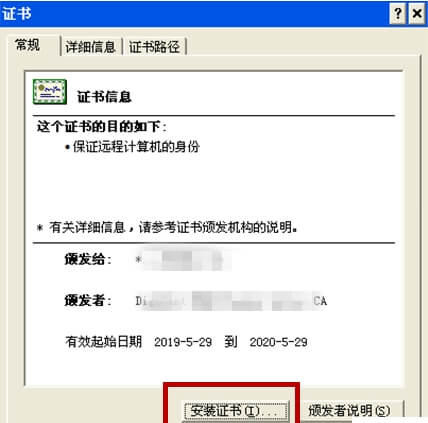 证书
常规 详细信息 证书路径
证书信息
这个证书的目的如下:
•保证远程计算机的身份
* 有关详细信息，请参考证书颁发机构的说明。
颁发给: *
颁发者: CA
有效起始日期 2019-5-29 到 2020-5-29
安装证书(I)... 颁发者说明(S)